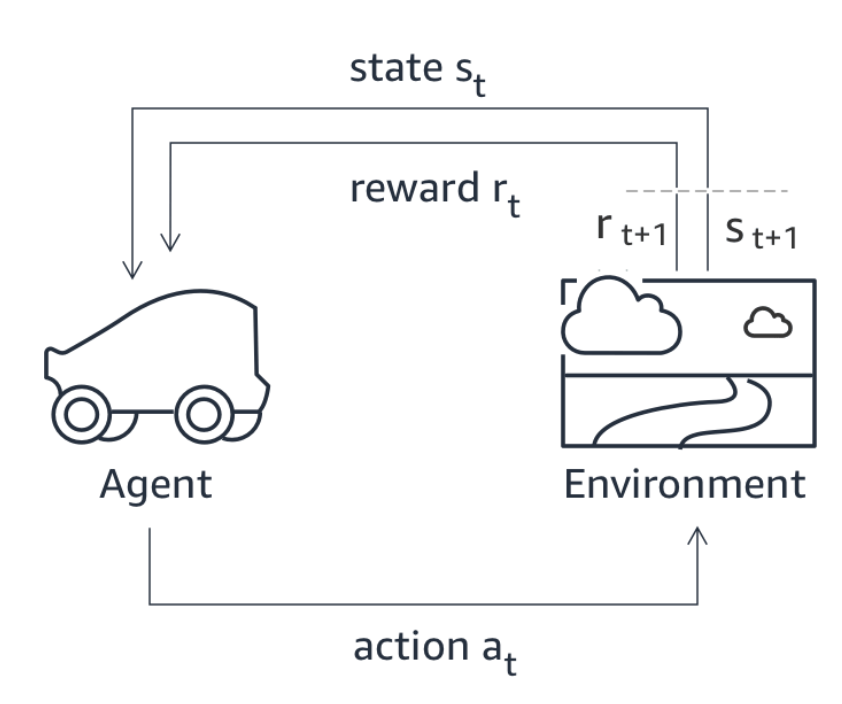 state sₜ
reward rₜ
r t+1
s t+1
Agent
Environment
action aₜ